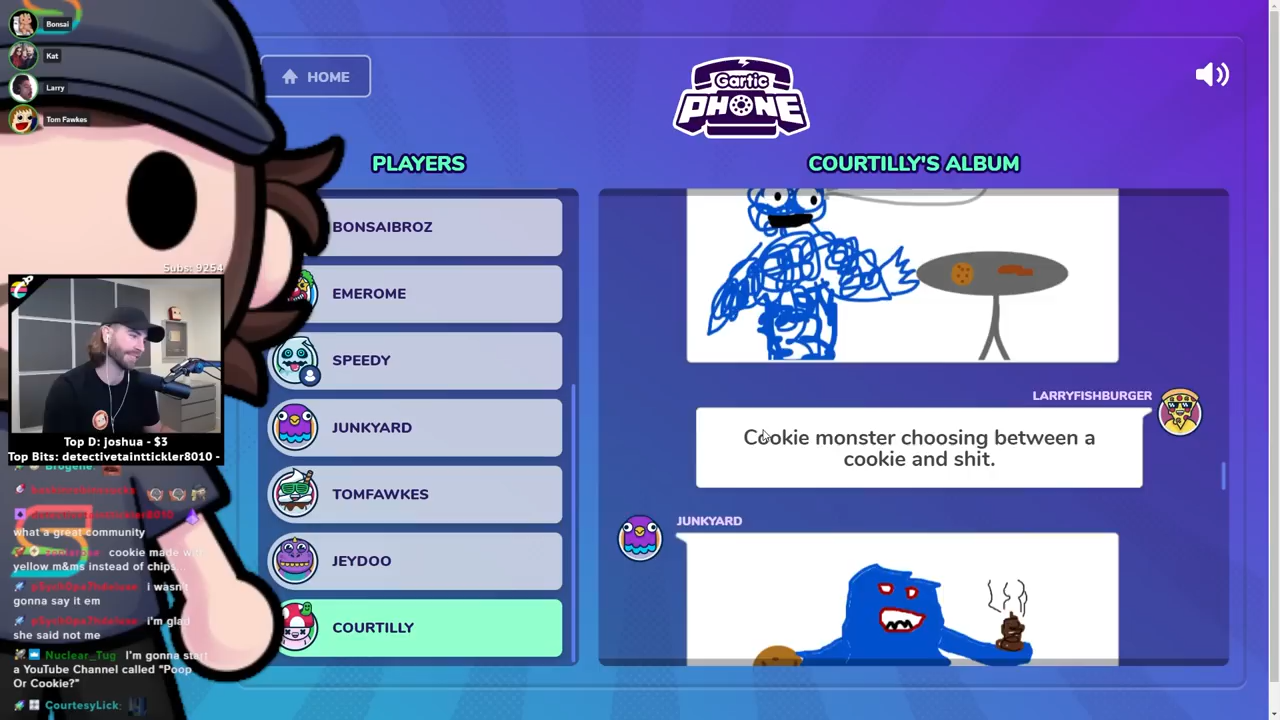 Bonsai
Kat
Larry
Tom Fawkes
HOME
Gartic
PHONE
PLAYERS
COURTILLY'S ALBUM
BONSAIBROZ
EMEROME
SPEEDY
JUNKYARD
TOMFAWKES
JEYDOO
COURTILLY
LARRYFISHBURGER
Cookie monster choosing between a
cookie and shit.
JUNKYARD
Subs: 9254
Top D: joshua - $3
Top Bits: detectivetainttickler8010 -
Brogene:
what a great community
cookie made with
yellow m&ms instead of chips...
i wasn't
gonna say it em
i'm glad
she said not me
Nuclear_Tug: I'm gonna start
a YouTube Channel called "Poop
Or Cookie?"
CourtesyLick: